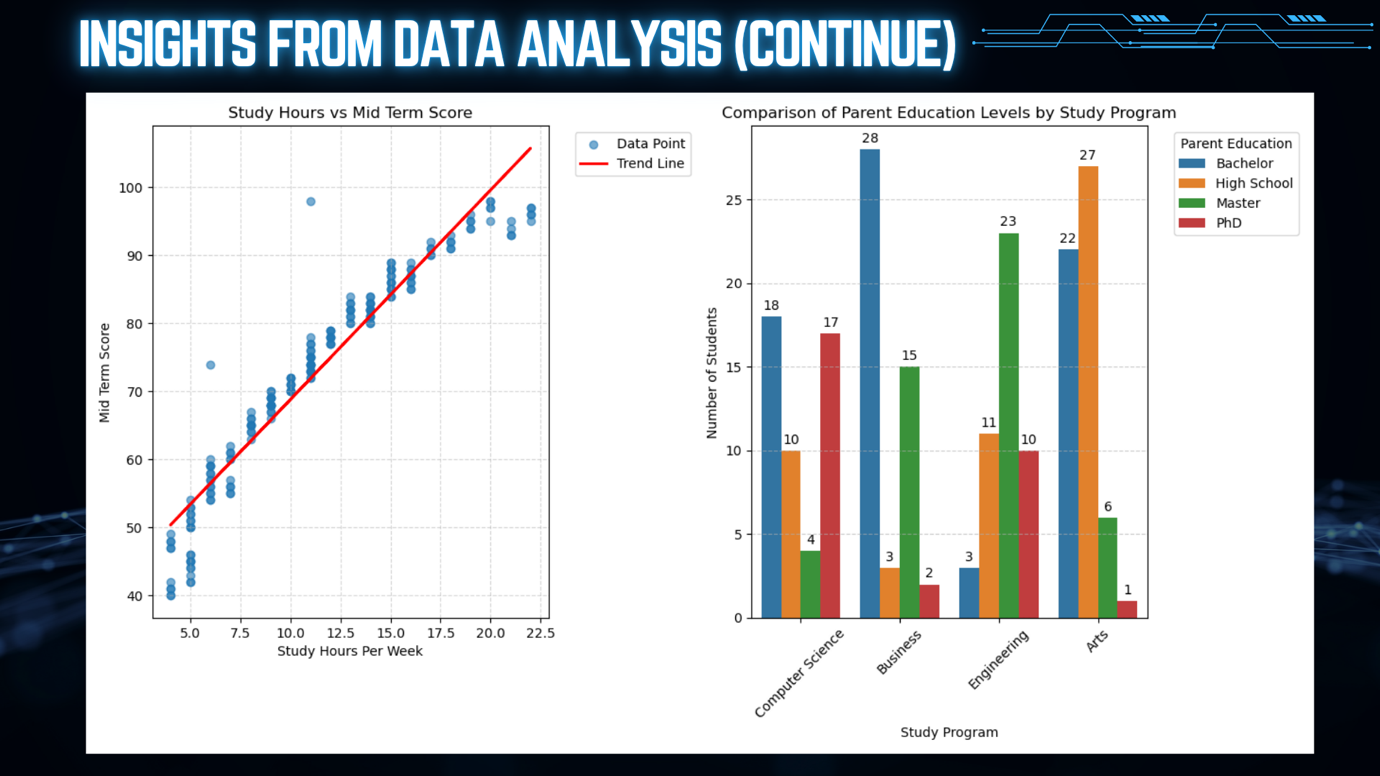 INSIGHTS FROM DATA ANALYSIS (CONTINUE)
Study Hours vs Mid Term Score
Data Point
Trend Line
100
90
80
70
60
50
40
Mid Term Score
5.0 7.5 10.0 12.5 15.0 17.5 20.0 22.5
Study Hours Per Week
Comparison of Parent Education Levels by Study Program
Parent Education
Bachelor
High School
Master
PhD
25
20
15
10
5
0
Number of Students
18 10 4 17
28 3 15 2
3 11 23 10
22 27 6 1
Computer Science
Business
Engineering
Arts
Study Program